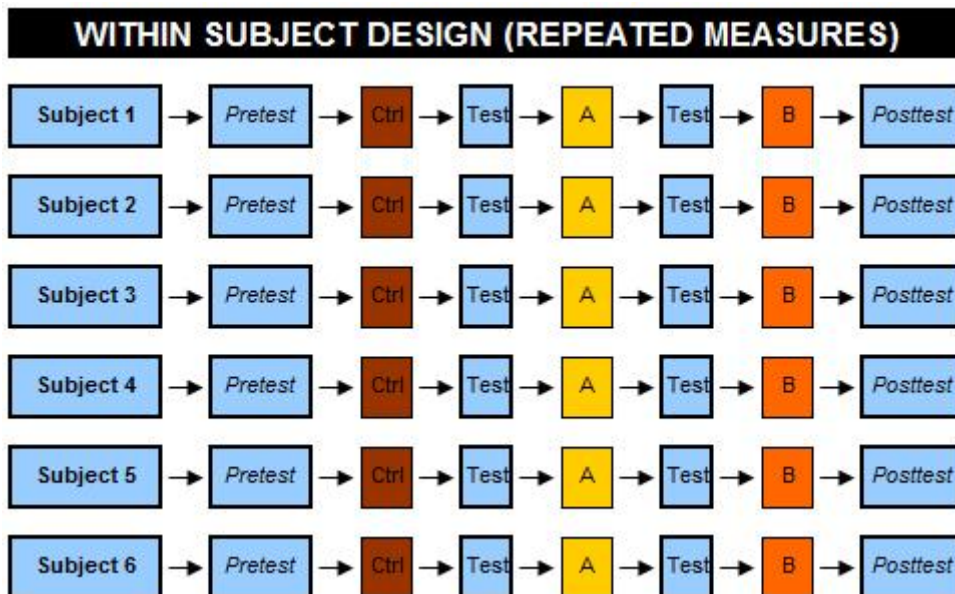 WITHIN SUBJECT DESIGN (REPEATED MEASURES)
Subject 1 Pretest Ctrl Test A Test B Posttest
Subject 2 Pretest Ctrl Test A Test B Posttest
Subject 3 Pretest Ctrl Test A Test B Posttest
Subject 4 Pretest Ctrl Test A Test B Posttest
Subject 5 Pretest Ctrl Test A Test B Posttest
Subject 6 Pretest Ctrl Test A Test B Posttest